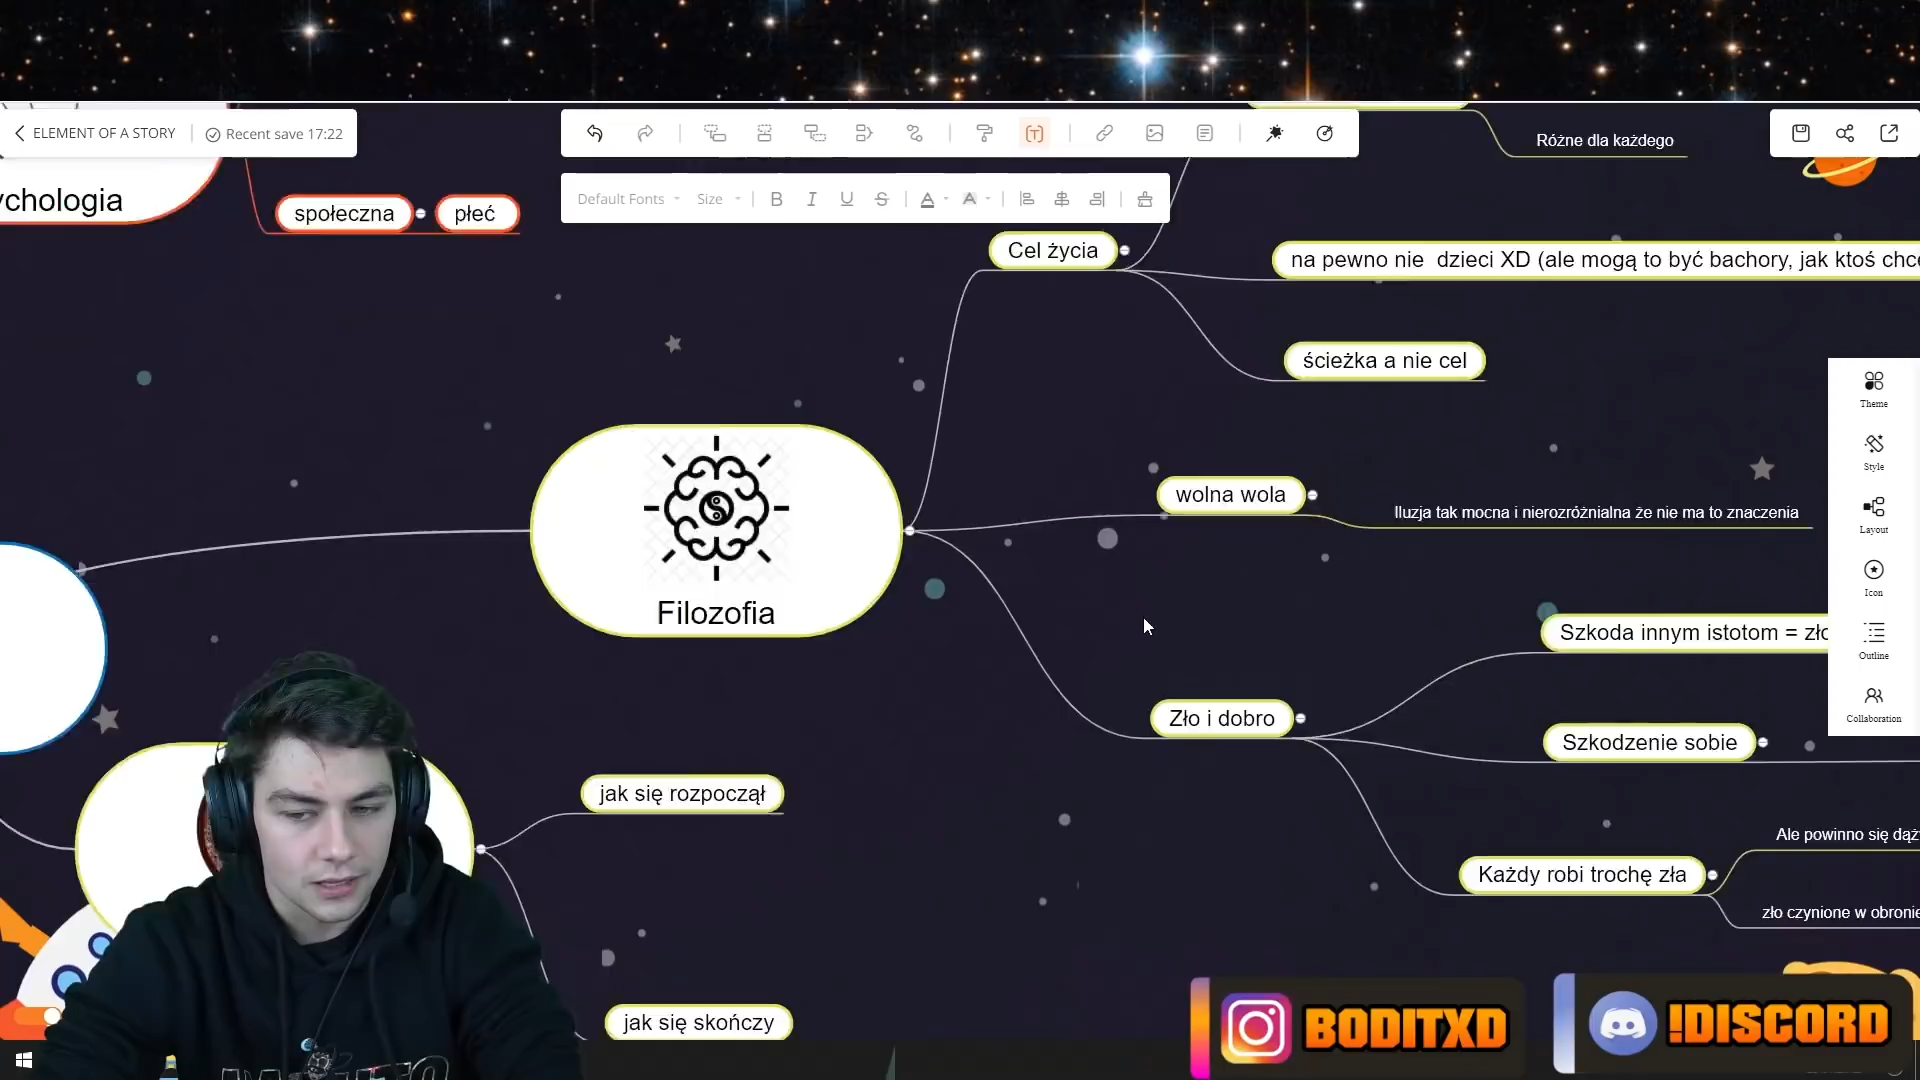 ELEMENT OF A STORY
Recent save 17:22
Różne dla każdego
Default Fonts
Size
B I U S A A
ychologia
społeczna
płeć
Cel życia
na pewno nie dzieci XD (ale mogą to być bachory, jak ktoś chce
ścieżka a nie cel
Theme
Style
Layout
Icon
Outline
Collaboration
wolna wola
Iluzja tak mocna i nierozróżnialna że nie ma to znaczenia
Filozofia
Szkoda innym istotom = zło
Zło i dobro
Szkodzenie sobie
jak się rozpoczął
Ale powinno się dąż
Każdy robi trochę zła
zło czynione w obronie
jak się skończy
BODITXD
!DISCORD